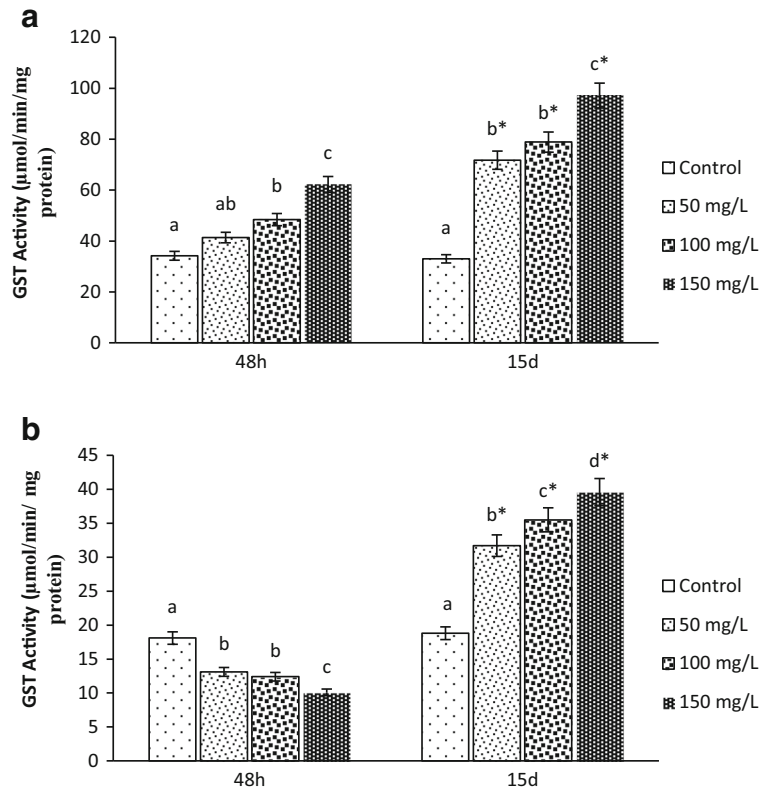 a
GST Activity (µmol/min/mg
protein)
120
100
80
60
40
20
0
a
ab
b
c
a
b*
b*
c*
48h
15d
Control
50 mg/L
100 mg/L
150 mg/L
b
GST Activity (µmol/min/ mg
protein)
45
40
35
30
25
20
15
10
5
0
a
b
b
c
a
b*
c*
d*
48h
15d
Control
50 mg/L
100 mg/L
150 mg/L